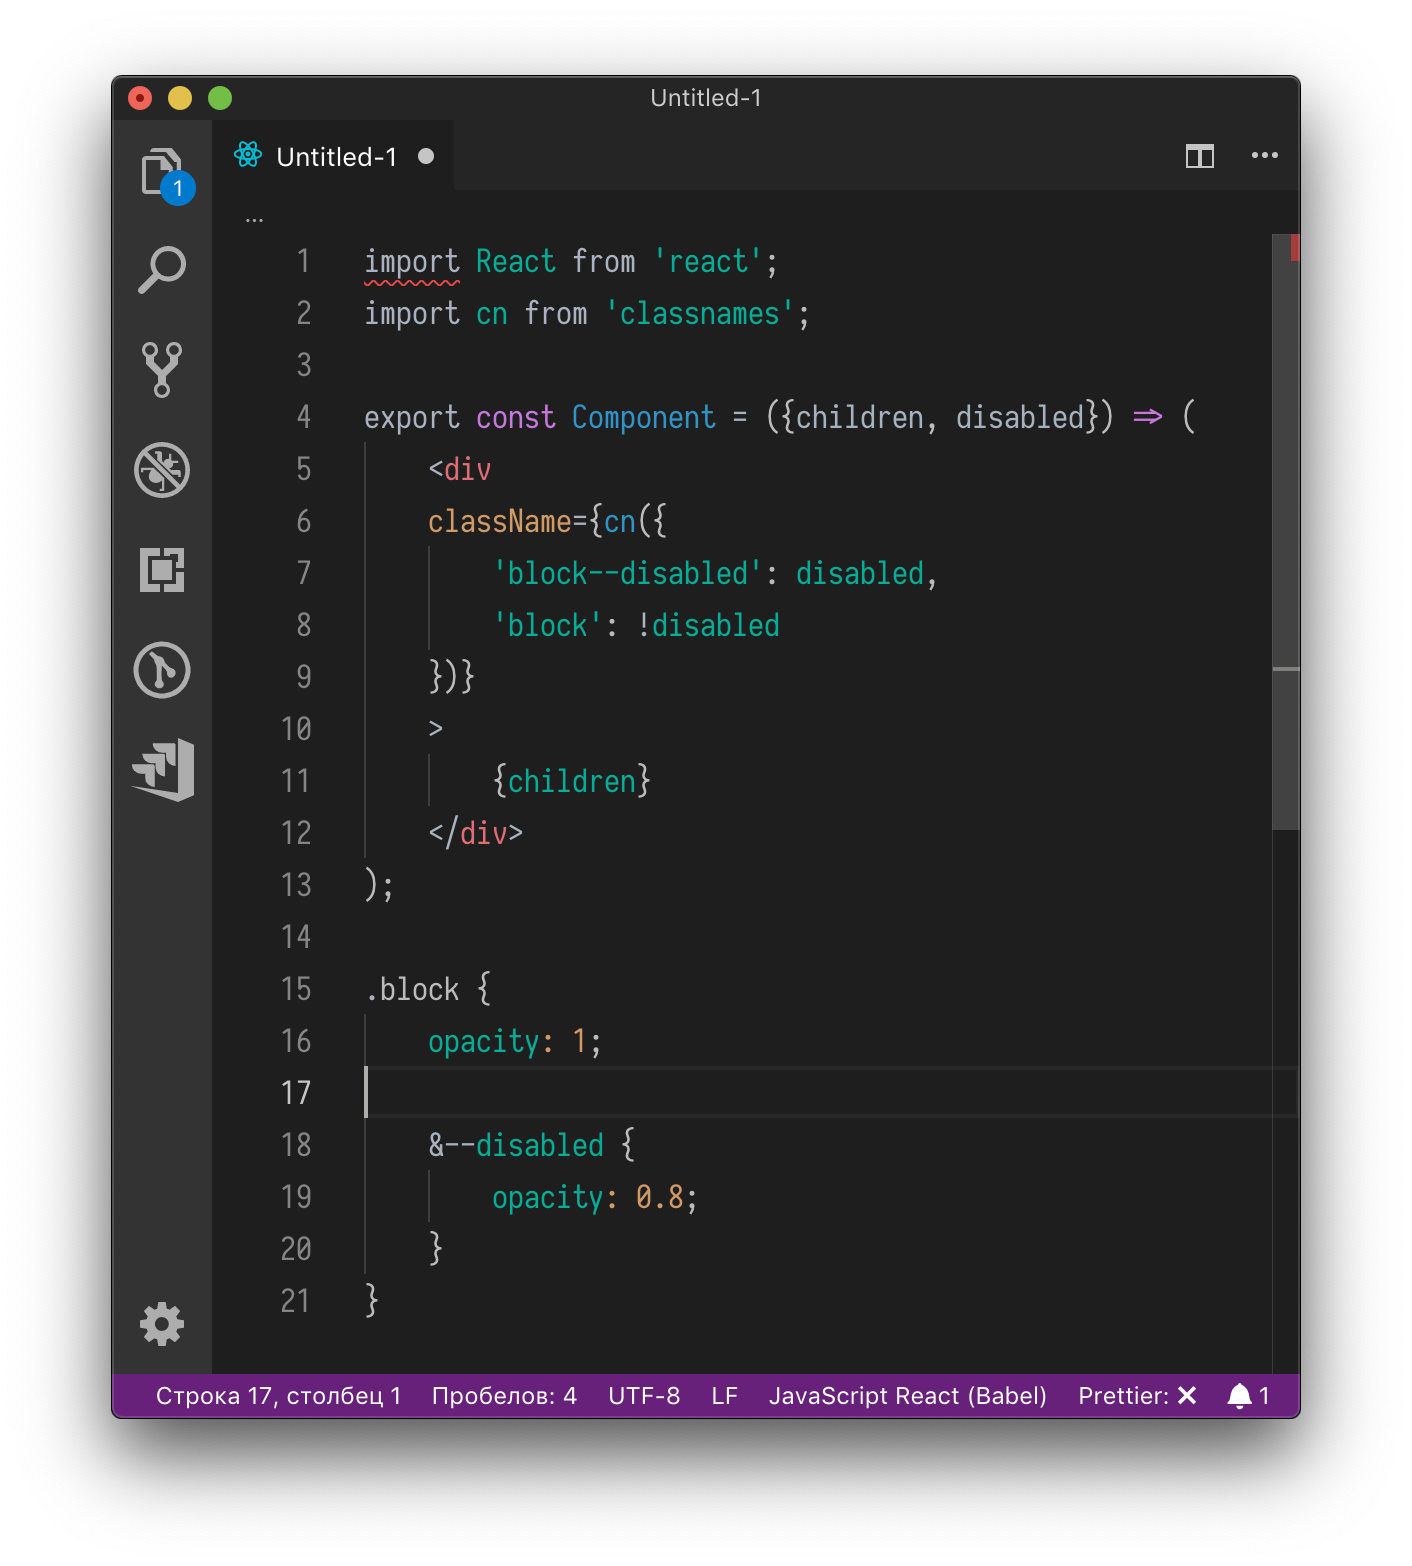 Untitled-1
Untitled-1
1
...
1 import React from 'react';
2 import cn from 'classnames';
3
4 export const Component = ({children, disabled}) => (
5     <div
6     className={cn({
7         'block--disabled': disabled,
8         'block': !disabled
9     })}
10     >
11         {children}
12     </div>
13 );
14
15 .block {
16     opacity: 1;
17
18     &--disabled {
19         opacity: 0.8;
20     }
21 }
Строка 17, столбец 1 Пробелов: 4 UTF-8 LF JavaScript React (Babel) Prettier: ✕ 1